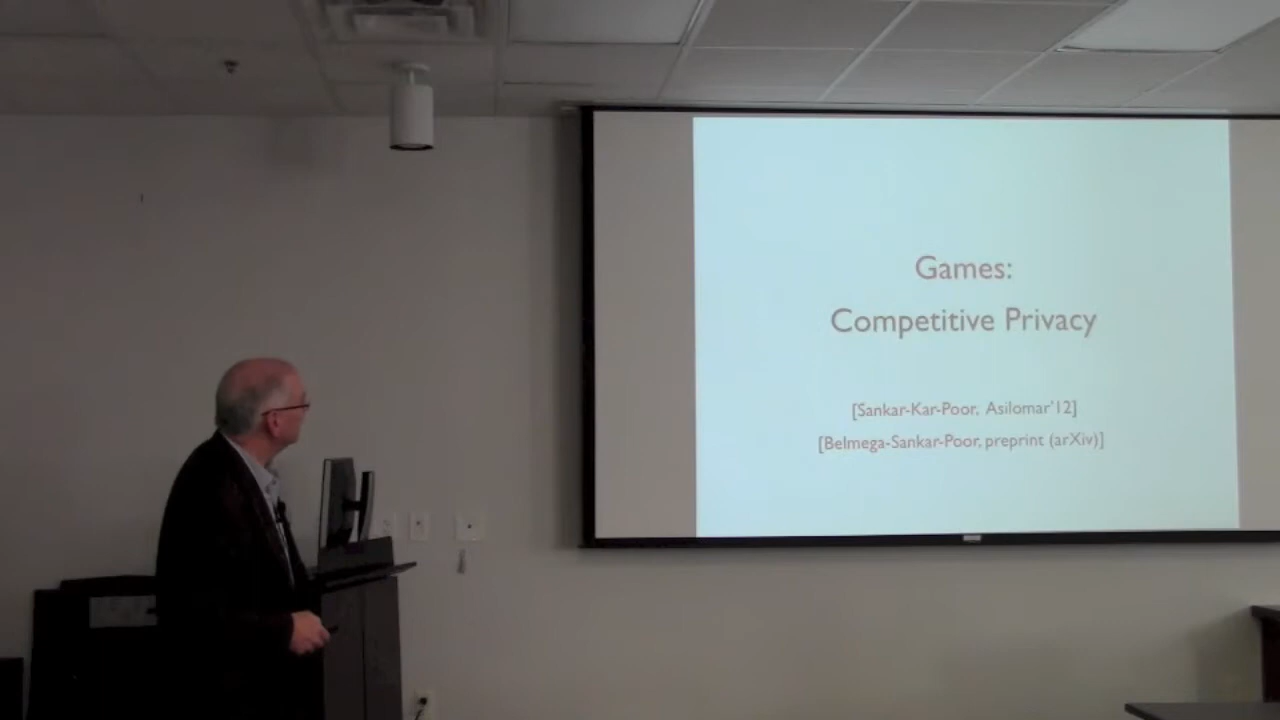 Games:
Competitive Privacy
[Sankar-Kar-Poor, Asilomar'12]
[Belmega-Sankar-Poor, preprint (arXiv)]